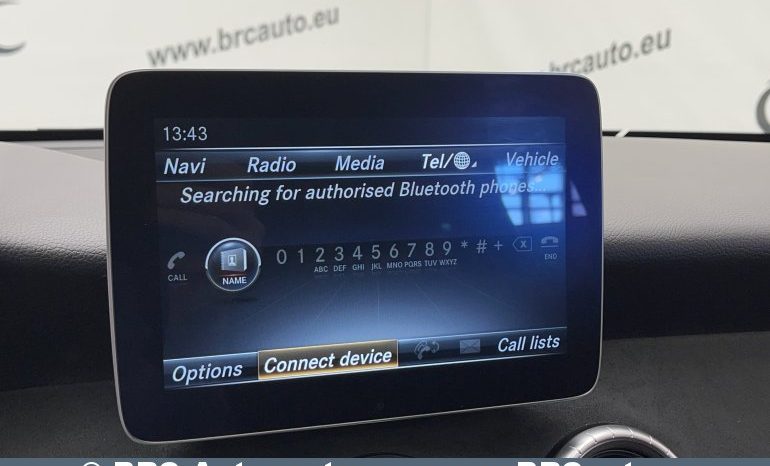 www.brcauto.eu
brcauto.eu
13:43
Navi Radio Media Tel/ Vehicle
Searching for authorised Bluetooth phones...
CALL NAME 0 1 2 3 4 5 6 7 8 9 * # + X END
ABC DEF GHI JKL MNO PQRS TUV WXYZ
Options Connect device Call lists